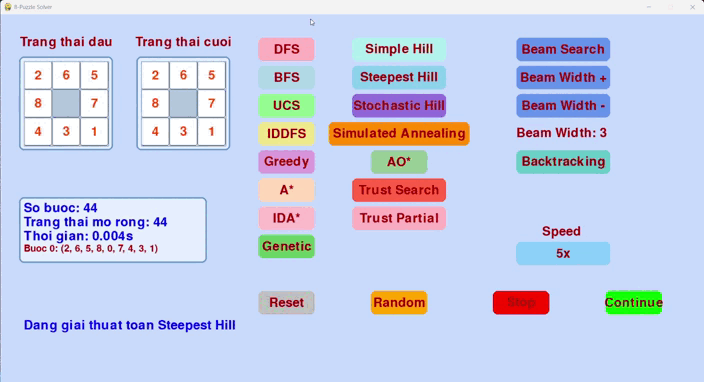 8-Puzzle Solver
Trang thai dau
Trang thai cuoi
2 6 5
8 7
4 3 1
2 6 5
8 7
4 3 1
So buoc: 44
Trang thai mo rong: 44
Thoi gian: 0.004s
Buoc 0: (2, 6, 5, 8, 0, 7, 4, 3, 1)
Dang giai thuat toan Steepest Hill
DFS
BFS
UCS
IDDFS
Greedy
A*
IDA*
Genetic
Simple Hill
Steepest Hill
Stochastic Hill
Simulated Annealing
AO*
Trust Search
Trust Partial
Beam Search
Beam Width +
Beam Width -
Beam Width: 3
Backtracking
Speed
5x
Reset
Random
Stop
Continue